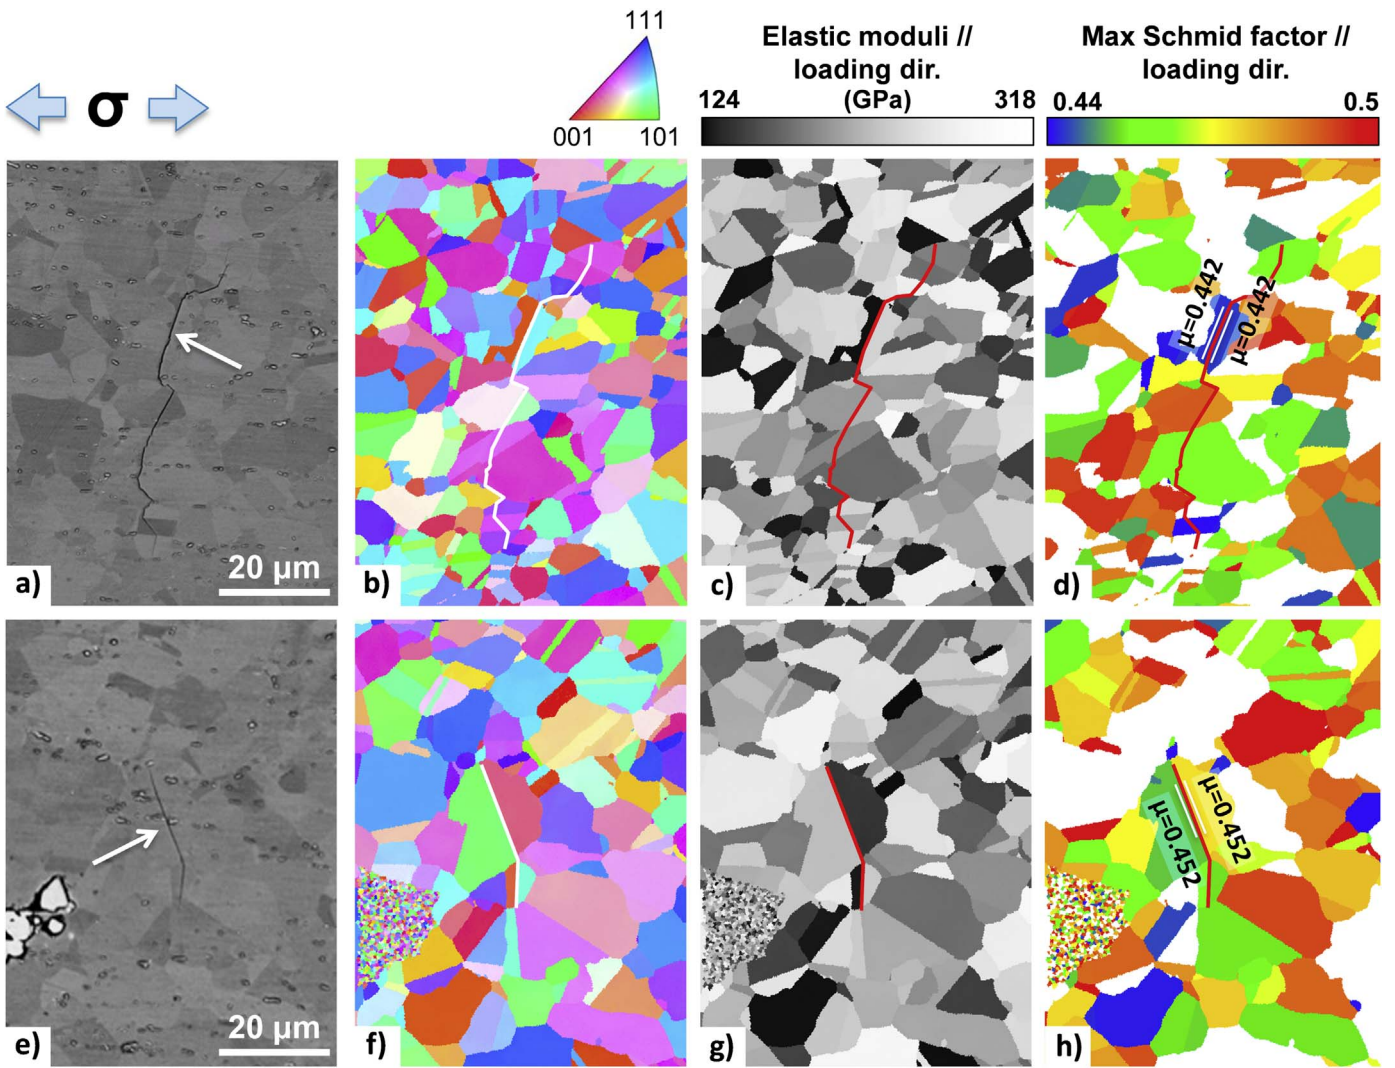 σ
111
001
101
Elastic moduli //
loading dir.
(GPa)
124
318
Max Schmid factor //
loading dir.
0.44
0.5
20 µm
a)
b)
c)
µ=0.442
µ=0.442
d)
20 µm
e)
f)
g)
µ=0.452
µ=0.452
h)